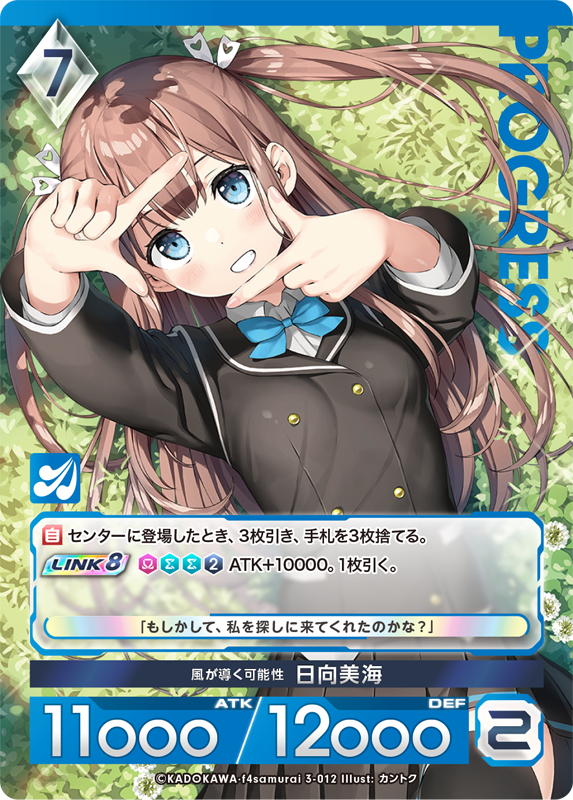 7
PROGRESS
自 センターに登場したとき、3枚引き、手札を3枚捨てる。
LINK 8 Ω Σ Σ 2 ATK+10000。1枚引く。
「もしかして、私を探しに来てくれたのかな?」
風が導く可能性 日向美海
ATK DEF
11000/12000 2
©KADOKAWA・f4samurai 3-012 Illust: カントク